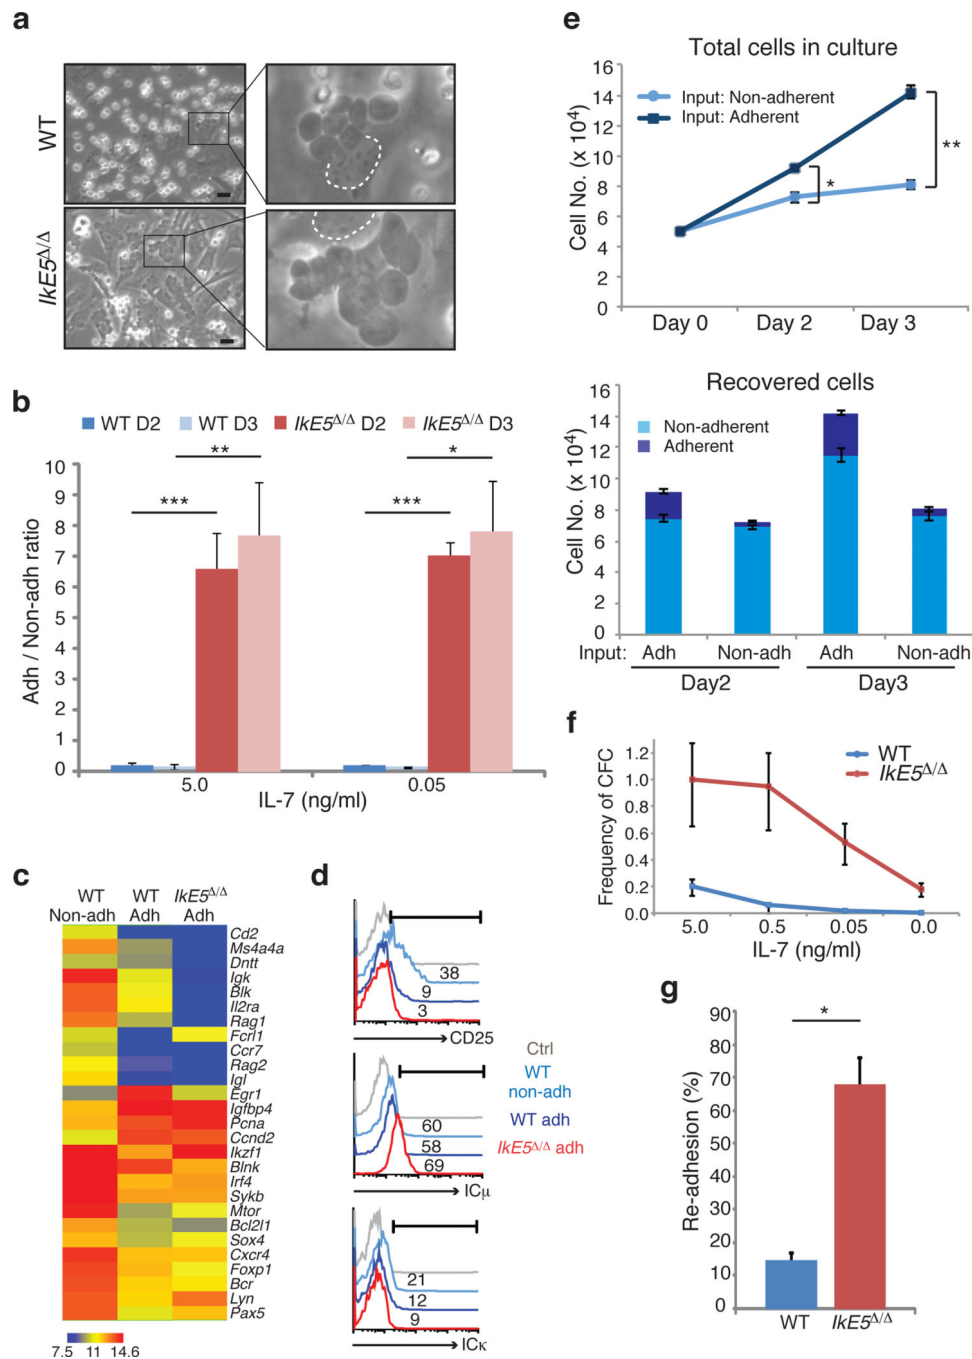 a
WT
IkE5Δ/Δ
b
WT D2 WT D3 IkE5Δ/Δ D2 IkE5Δ/Δ D3
Adh / Non-adh ratio
10
9
8
7
6
5
4
3
2
1
0
** *
*** ***
5.0 0.05
IL-7 (ng/ml)
c
WT Non-adh
WT Adh
IkE5Δ/Δ Adh
Cd2
Ms4a4a
Dntt
Igk
Blk
Il2ra
Rag1
Fcrl1
Ccr7
Rag2
Igl
Egr1
Igfbp4
Pcna
Ccnd2
Ikzf1
Blnk
Irf4
Sykb
Mtor
Bcl2l1
Sox4
Cxcr4
Foxp1
Bcr
Lyn
Pax5
7.5 11 14.6
d
38
9
3
CD25
60
58
69
ICμ
21
12
9
ICκ
Ctrl
WT
non-adh
WT adh
IkE5Δ/Δ adh
e
Total cells in culture
Input: Non-adherent
Input: Adherent
Cell No. (x 10⁴)
16
14
12
10
8
6
4
2
0
*
**
Day 0 Day 2 Day 3
Recovered cells
Non-adherent
Adherent
Cell No. (x 10⁴)
16
14
12
10
8
6
4
2
0
Input: Adh Non-adh Adh Non-adh
Day2 Day3
f
WT
IkE5Δ/Δ
Frequency of CFC
1.2
1.0
0.8
0.6
0.4
0.2
0.0
5.0 0.5 0.05 0.0
IL-7 (ng/ml)
g
Re-adhesion (%)
90
80
70
60
50
40
30
20
10
0
*
WT IkE5Δ/Δ